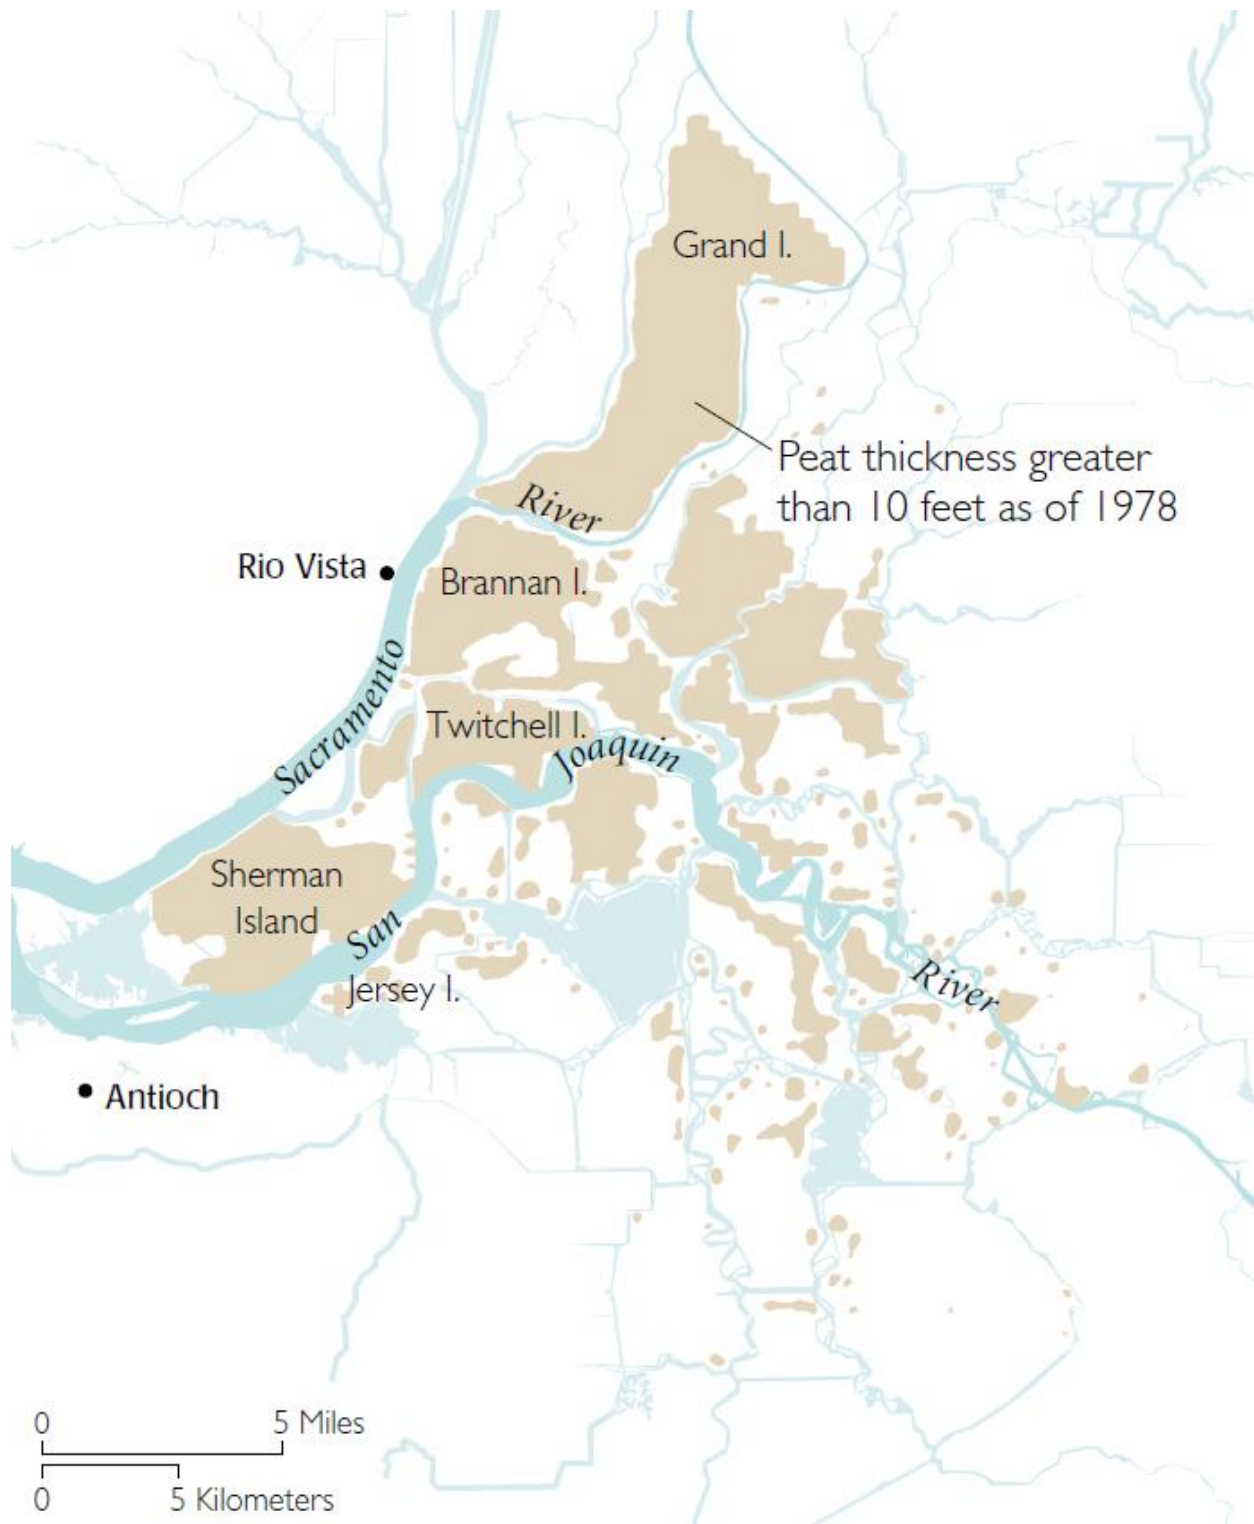 Grand I.
Peat thickness greater
than 10 feet as of 1978
River
Rio Vista
Brannan I.
Sacramento
Twitchell I.
Joaquin
Sherman
Island
San
River
Jersey I.
Antioch
0 5 Miles
0 5 Kilometers